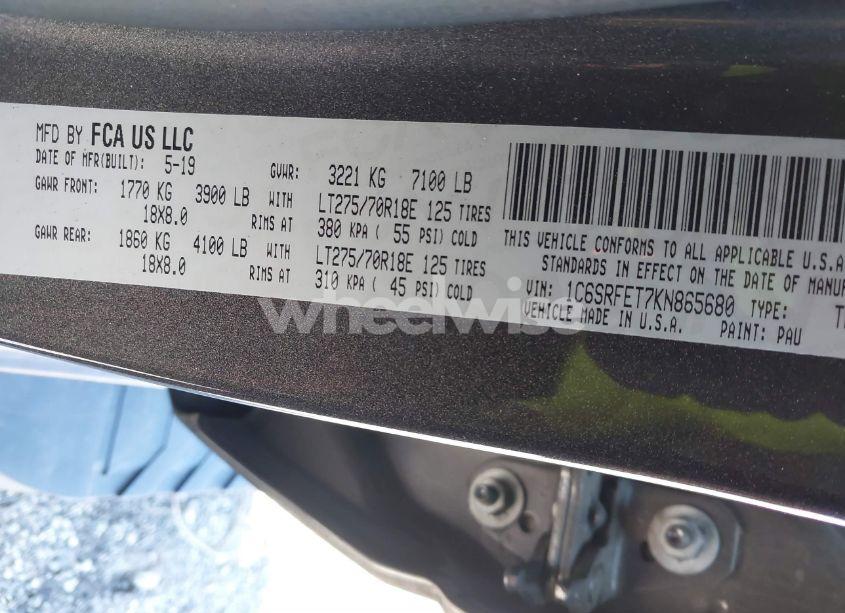 MFD BY FCA US LLC
DATE OF MFR(BUILT): 5-19 GVWR: 3221 KG 7100 LB
GAWR FRONT: 1770 KG 3900 LB WITH LT275/70R18E 125 TIRES
18X8.0 RIMS AT 380 KPA ( 55 PSI) COLD
GAWR REAR: 1860 KG 4100 LB WITH LT275/70R18E 125 TIRES
18X8.0 RIMS AT 310 KPA ( 45 PSI) COLD
THIS VEHICLE CONFORMS TO ALL APPLICABLE U.S.A.
STANDARDS IN EFFECT ON THE DATE OF MANUFA
VIN: 1C6SRFET7KN865680 TYPE:
VEHICLE MADE IN U.S.A. PAINT: PAU
wheelwise